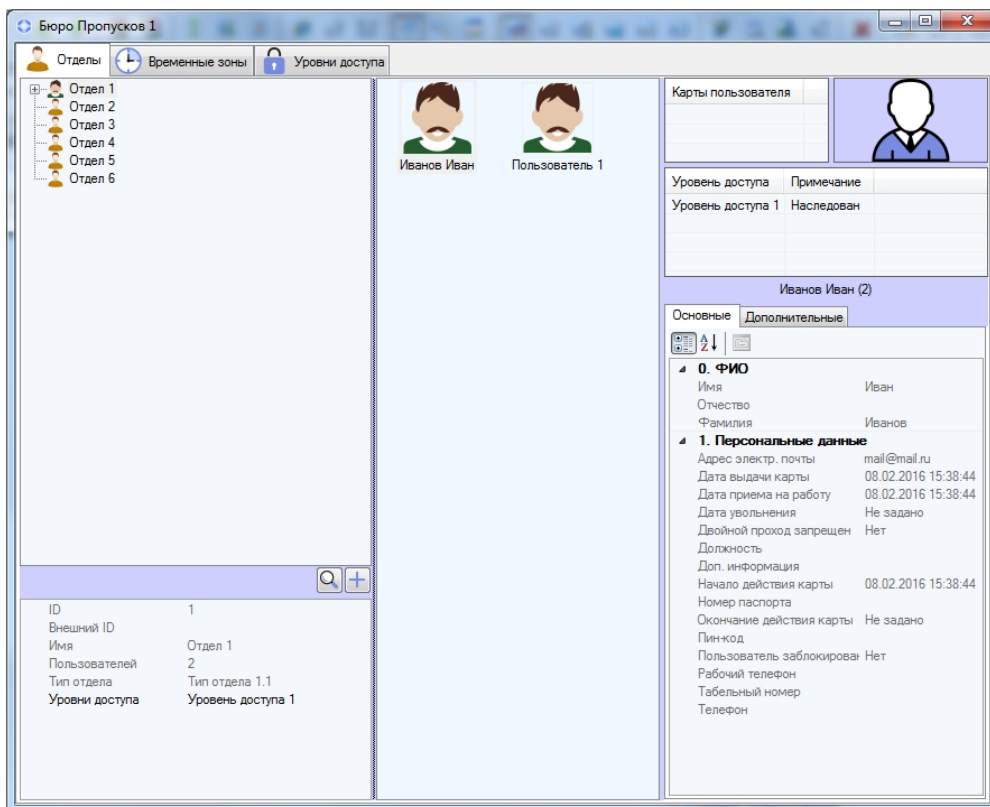 Бюро Пропусков 1
Отделы
Временные зоны
Уровни доступа
Отдел 1
Отдел 2
Отдел 3
Отдел 4
Отдел 5
Отдел 6
ID 1
Внешний ID
Имя Отдел 1
Пользователей 2
Тип отдела Тип отдела 1.1
Уровни доступа Уровень доступа 1
Иванов Иван
Пользователь 1
Карты пользователя
Уровень доступа Примечание
Уровень доступа 1 Наследован
Иванов Иван (2)
Основные Дополнительные
0. ФИО
Имя Иван
Отчество
Фамилия Иванов
1. Персональные данные
Адрес электр. почты mail@mail.ru
Дата выдачи карты 08.02.2016 15:38:44
Дата приема на работу 08.02.2016 15:38:44
Дата увольнения Не задано
Двойной проход запрещен Нет
Должность
Доп. информация
Начало действия карты 08.02.2016 15:38:44
Номер паспорта
Окончание действия карты Не задано
Пин-код
Пользователь заблокирован Нет
Рабочий телефон
Табельный номер
Телефон